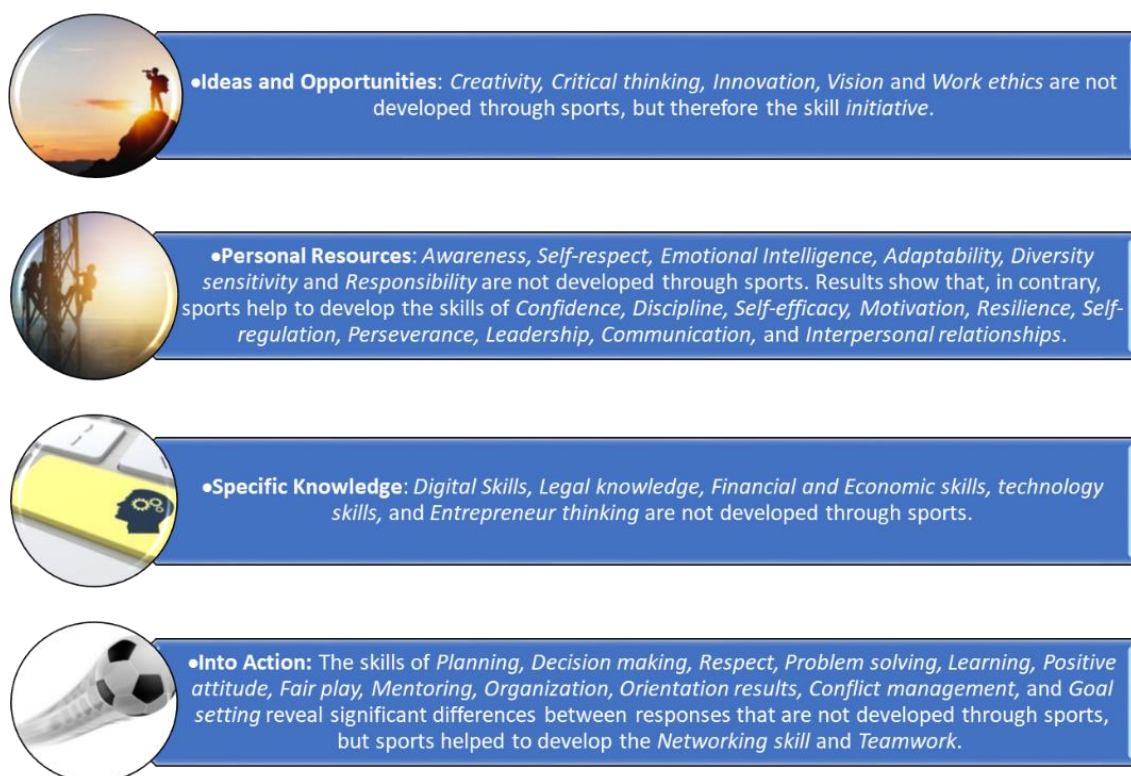 •Ideas and Opportunities: Creativity, Critical thinking, Innovation, Vision and Work ethics are not
developed through sports, but therefore the skill initiative.
•Personal Resources: Awareness, Self-respect, Emotional Intelligence, Adaptability, Diversity
sensitivity and Responsibility are not developed through sports. Results show that, in contrary,
sports help to develop the skills of Confidence, Discipline, Self-efficacy, Motivation, Resilience, Self-
regulation, Perseverance, Leadership, Communication, and Interpersonal relationships.
•Specific Knowledge: Digital Skills, Legal knowledge, Financial and Economic skills, technology
skills, and Entrepreneur thinking are not developed through sports.
•Into Action: The skills of Planning, Decision making, Respect, Problem solving, Learning, Positive
attitude, Fair play, Mentoring, Organization, Orientation results, Conflict management, and Goal
setting reveal significant differences between responses that are not developed through sports,
but sports helped to develop the Networking skill and Teamwork.